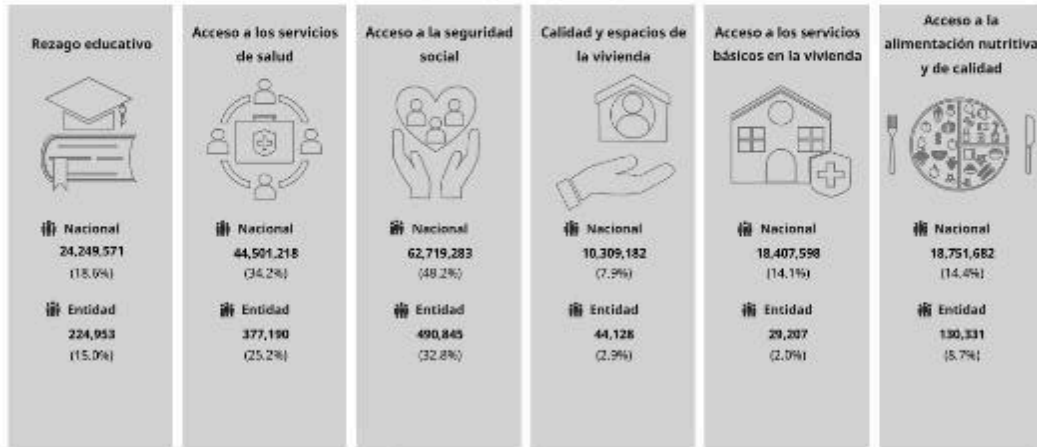 Rezago educativo
Nacional
24,249,571
(18.6%)
Entidad
224,953
(15.0%)
Acceso a los servicios
de salud
Nacional
44,501,218
(34.2%)
Entidad
377,190
(25.2%)
Acceso a la seguridad
social
Nacional
62,719,283
(48.2%)
Entidad
490,845
(32.8%)
Calidad y espacios de
la vivienda
Nacional
10,309,182
(7.9%)
Entidad
44,128
(2.9%)
Acceso a los servicios
básicos en la vivienda
Nacional
18,407,598
(14.1%)
Entidad
29,207
(2.0%)
Acceso a la
alimentación nutritiva
y de calidad
Nacional
18,751,682
(14.4%)
Entidad
130,331
(8.7%)